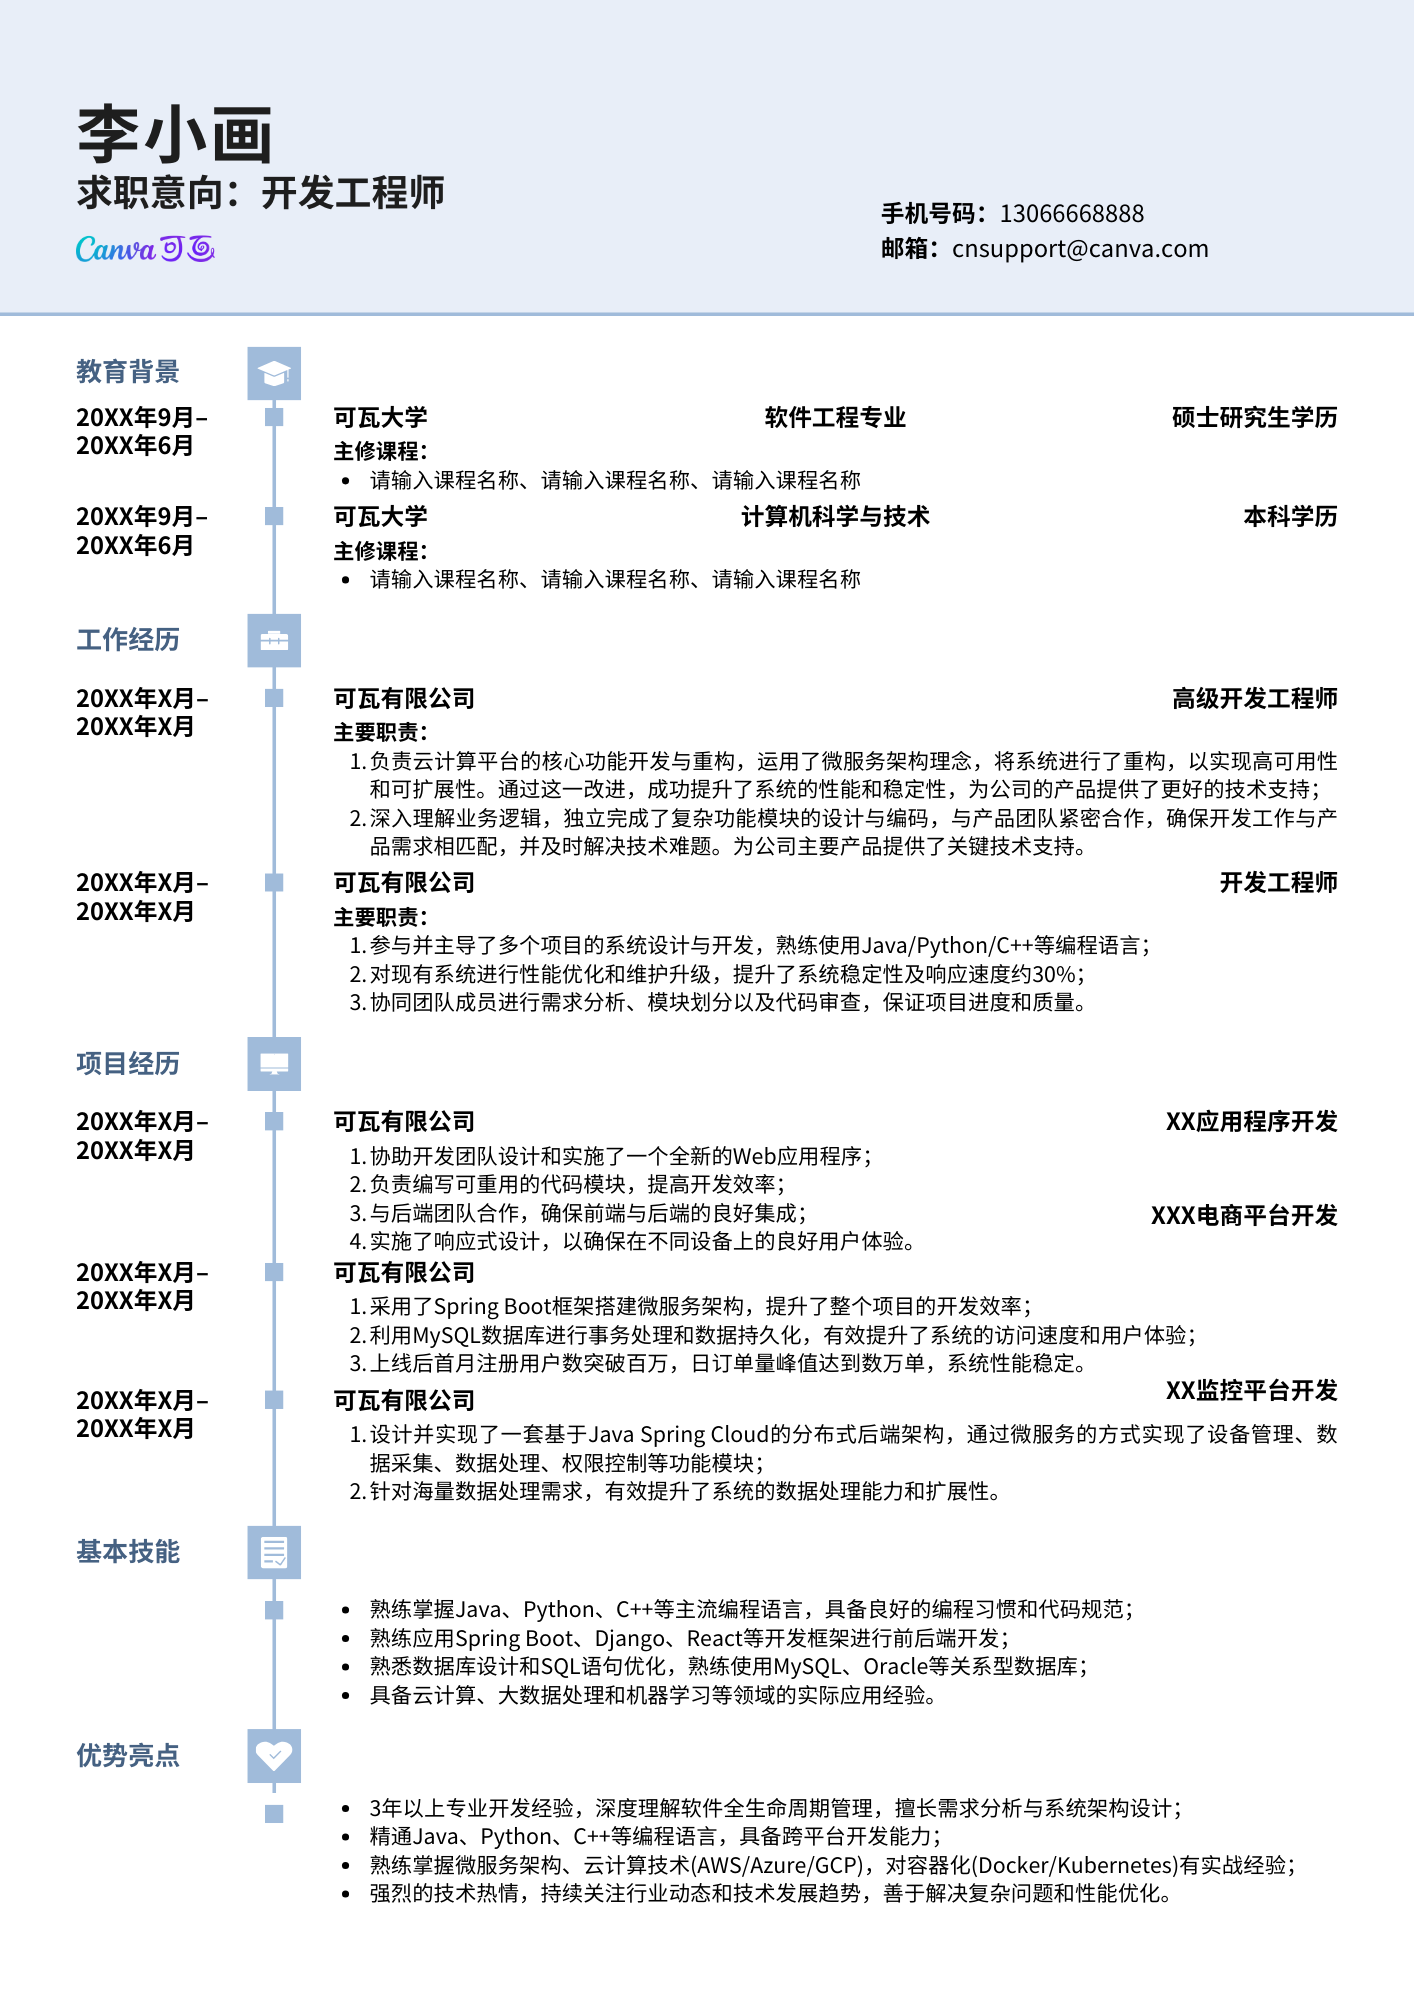 李小画
求职意向：开发工程师
Canva可画
手机号码：13066668888
邮箱：cnsupport@canva.com
教育背景
20XX年9月–
20XX年6月
可瓦大学 软件工程专业 硕士研究生学历
主修课程：
• 请输入课程名称、请输入课程名称、请输入课程名称
20XX年9月–
20XX年6月
可瓦大学 计算机科学与技术 本科学历
主修课程：
• 请输入课程名称、请输入课程名称、请输入课程名称
工作经历
20XX年X月–
20XX年X月
可瓦有限公司 高级开发工程师
主要职责：
1. 负责云计算平台的核心功能开发与重构，运用了微服务架构理念，将系统进行了重构，以实现高可用性
和可扩展性。通过这一改进，成功提升了系统的性能和稳定性，为公司的产品提供了更好的技术支持；
2. 深入理解业务逻辑，独立完成了复杂功能模块的设计与编码，与产品团队紧密合作，确保开发工作与产
品需求相匹配，并及时解决技术难题。为公司主要产品提供了关键技术支持。
20XX年X月–
20XX年X月
可瓦有限公司 开发工程师
主要职责：
1. 参与并主导了多个项目的系统设计与开发，熟练使用Java/Python/C++等编程语言；
2. 对现有系统进行性能优化和维护升级，提升了系统稳定性及响应速度约30%；
3. 协同团队成员进行需求分析、模块划分以及代码审查，保证项目进度和质量。
项目经历
20XX年X月–
20XX年X月
可瓦有限公司 XX应用程序开发
1. 协助开发团队设计和实施了一个全新的Web应用程序；
2. 负责编写可重用的代码模块，提高开发效率；
3. 与后端团队合作，确保前端与后端的良好集成；
XXX电商平台开发
4. 实施了响应式设计，以确保在不同设备上的良好用户体验。
20XX年X月–
20XX年X月
可瓦有限公司
1. 采用了Spring Boot框架搭建微服务架构，提升了整个项目的开发效率；
2. 利用MySQL数据库进行事务处理和数据持久化，有效提升了系统的访问速度和用户体验；
3. 上线后首月注册用户数突破百万，日订单量峰值达到数万单，系统性能稳定。
XX监控平台开发
20XX年X月–
20XX年X月
可瓦有限公司
1. 设计并实现了一套基于Java Spring Cloud的分布式后端架构，通过微服务的方式实现了设备管理、数
据采集、数据处理、权限控制等功能模块；
2. 针对海量数据处理需求，有效提升了系统的数据处理能力和扩展性。
基本技能
• 熟练掌握Java、Python、C++等主流编程语言，具备良好的编程习惯和代码规范；
• 熟练应用Spring Boot、Django、React等开发框架进行前后端开发；
• 熟悉数据库设计和SQL语句优化，熟练使用MySQL、Oracle等关系型数据库；
• 具备云计算、大数据处理和机器学习等领域的实际应用经验。
优势亮点
• 3年以上专业开发经验，深度理解软件全生命周期管理，擅长需求分析与系统架构设计；
• 精通Java、Python、C++等编程语言，具备跨平台开发能力；
• 熟练掌握微服务架构、云计算技术(AWS/Azure/GCP)，对容器化(Docker/Kubernetes)有实战经验；
• 强烈的技术热情，持续关注行业动态和技术发展趋势，善于解决复杂问题和性能优化。